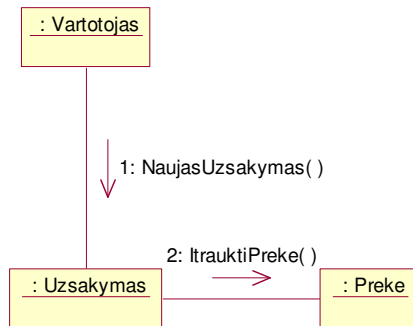 : Vartotojas
1: NaujasUzsakymas( )
2: ItrauktiPreke( )
: Uzsakymas
: Preke